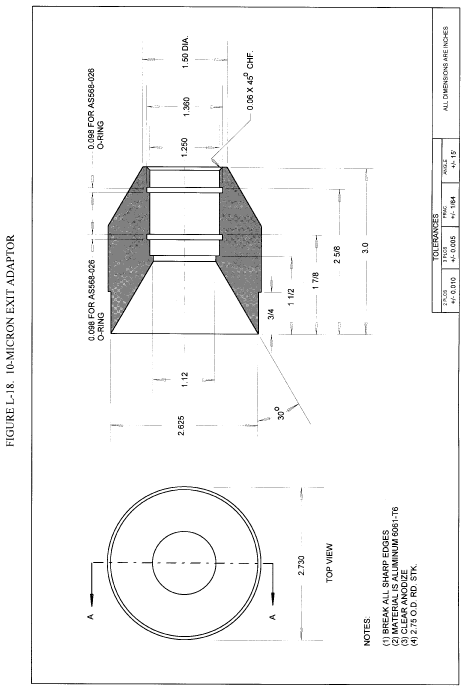 FIGURE L-18. 10-MICRON EXIT ADAPTOR
1.50 DIA.
1.360
1.250
0.06 X 45° CHF.
0.098 FOR AS568-026
O-RING
0.098 FOR AS568-026
O-RING
3/4
1 1/2
1 7/8
2 5/8
3.0
1.12
2.625
30°
A
A
2.730
TOP VIEW
NOTES:
(1) BREAK ALL SHARP EDGES
(2) MATERIAL IS ALUMINUM 6061-T6
(3) CLEAR ANODIZE
(4) 2.75 O.D. RD. STK.
TOLERANCES
2 PLCS 3 PLCS FRAC ANGLE
+/- 0.010 +/- 0.005 +/- 1/64 +/- 15'
ALL DIMENSIONS ARE INCHES